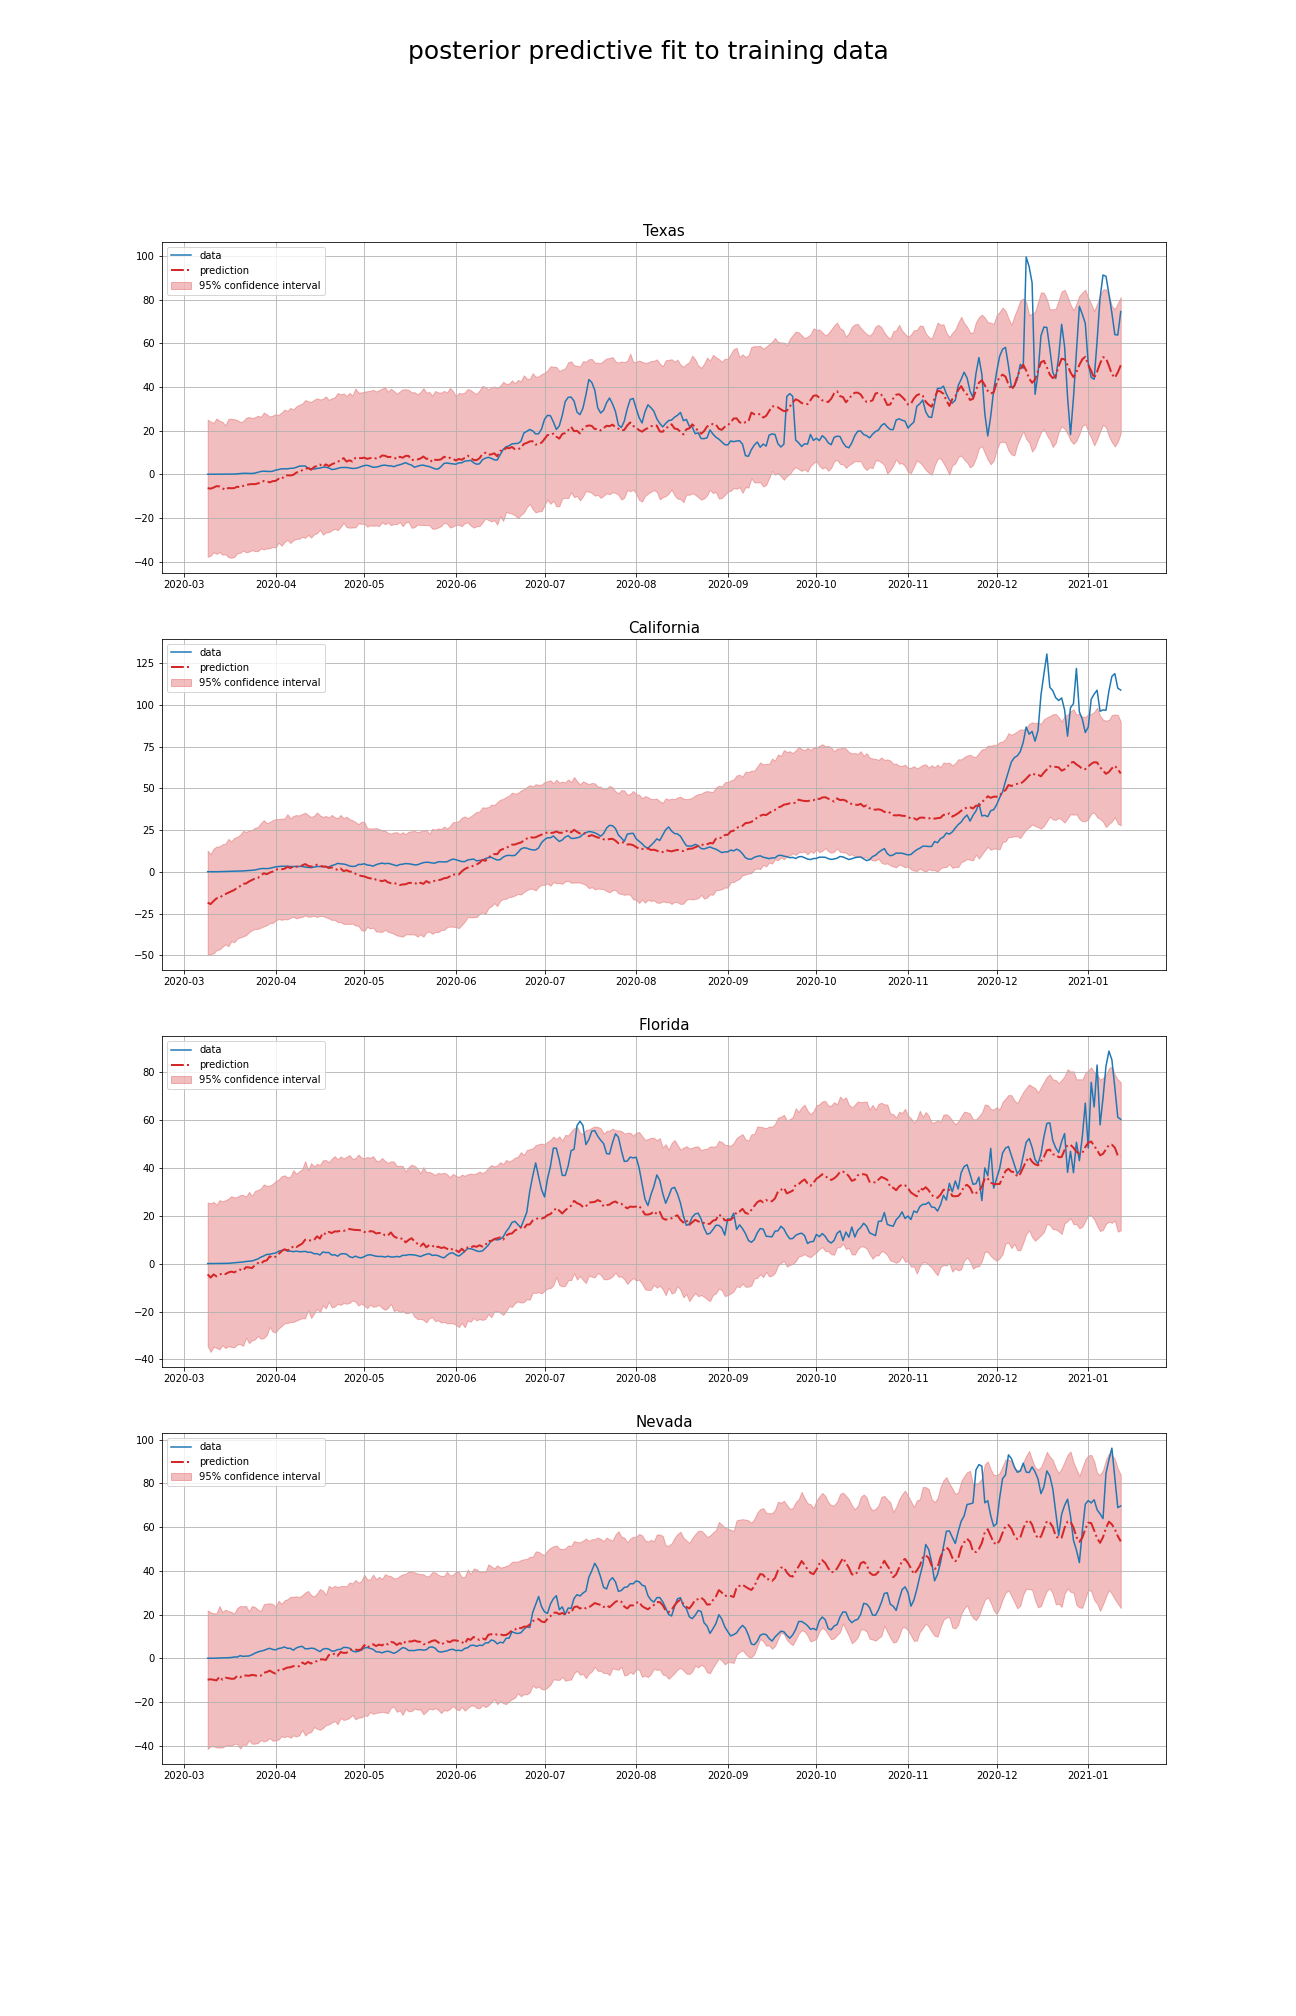 posterior predictive fit to training data
Texas
data
prediction
95% confidence interval
100
80
60
40
20
0
−20
−40
2020-03 2020-04 2020-05 2020-06 2020-07 2020-08 2020-09 2020-10 2020-11 2020-12 2021-01
California
data
prediction
95% confidence interval
125
100
75
50
25
0
−25
−50
2020-03 2020-04 2020-05 2020-06 2020-07 2020-08 2020-09 2020-10 2020-11 2020-12 2021-01
Florida
data
prediction
95% confidence interval
80
60
40
20
0
−20
−40
2020-03 2020-04 2020-05 2020-06 2020-07 2020-08 2020-09 2020-10 2020-11 2020-12 2021-01
Nevada
data
prediction
95% confidence interval
100
80
60
40
20
0
−20
−40
2020-03 2020-04 2020-05 2020-06 2020-07 2020-08 2020-09 2020-10 2020-11 2020-12 2021-01